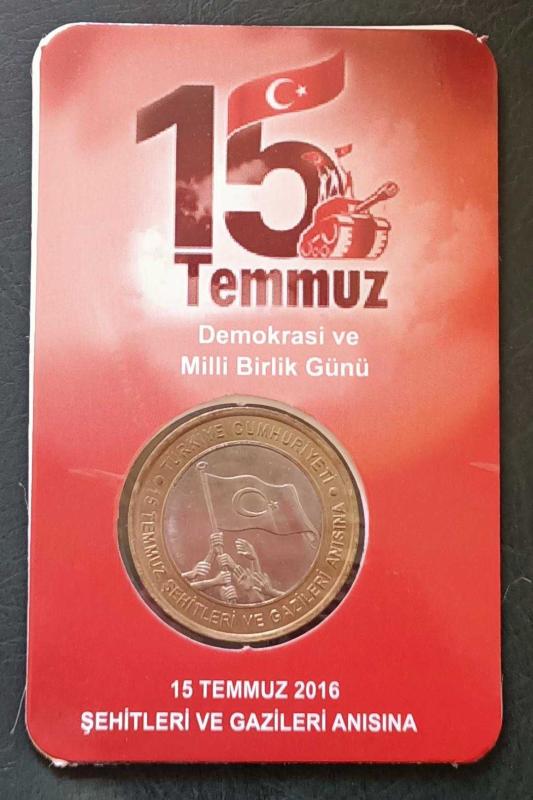 15
Temmuz
Demokrasi ve
Milli Birlik Günü
TÜRKİYE CUMHURİYETİ
15 TEMMUZ ŞEHİTLERİ VE GAZİLERİ ANISINA
15 TEMMUZ 2016
ŞEHİTLERİ VE GAZİLERİ ANISINA